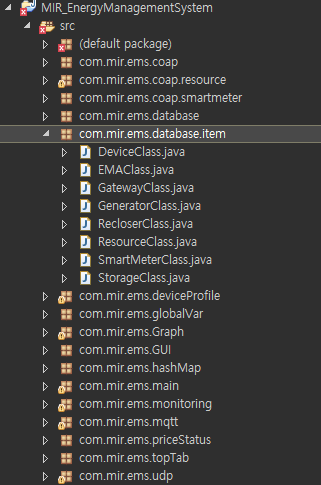 MIR_EnergyManagementSystem
src
(default package)
com.mir.ems.coap
com.mir.ems.coap.resource
com.mir.ems.coap.smartmeter
com.mir.ems.database
com.mir.ems.database.item
DeviceClass.java
EMAClass.java
GatewayClass.java
GeneratorClass.java
RecloserClass.java
ResourceClass.java
SmartMeterClass.java
StorageClass.java
com.mir.ems.deviceProfile
com.mir.ems.globalVar
com.mir.ems.Graph
com.mir.ems.GUI
com.mir.ems.hashMap
com.mir.ems.main
com.mir.ems.monitoring
com.mir.ems.mqtt
com.mir.ems.priceStatus
com.mir.ems.topTab
com.mir.ems.udp